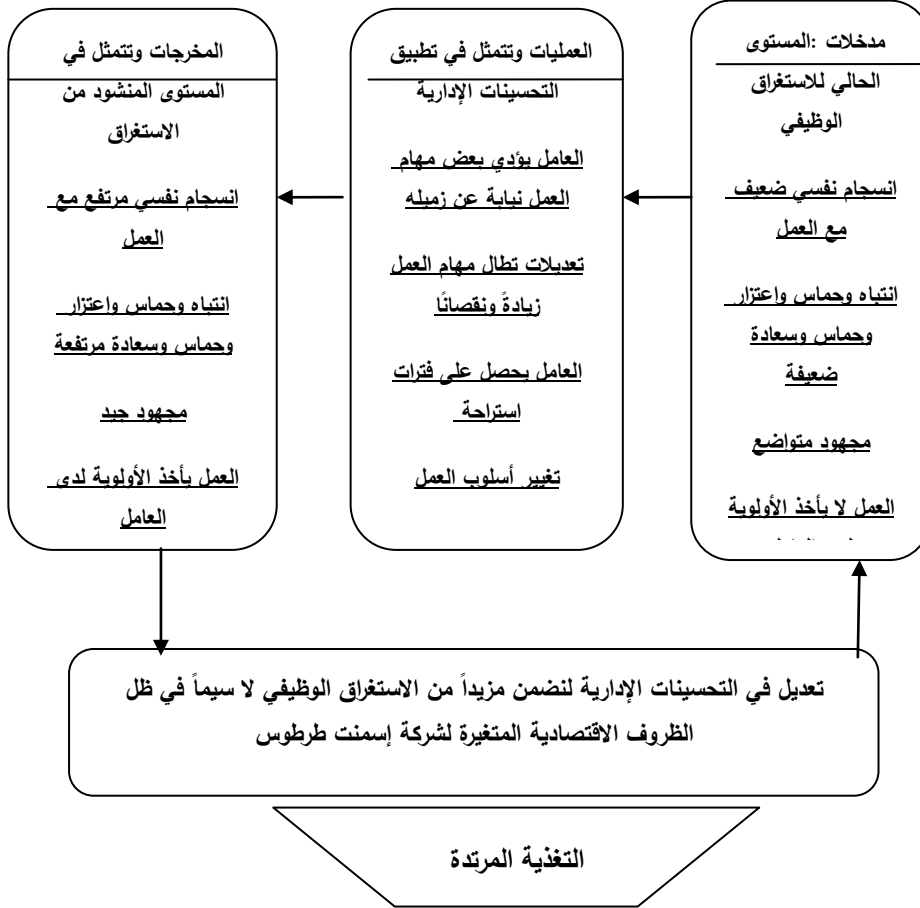 مدخلات :المستوى
الحالي للاستغراق
الوظيفي
انسجام نفسي ضعيف
مع العمل
انتباه وحماس واعتزار
وحماس وسعادة
ضعيفة
مجهود متواضع
العمل لا يأخذ الأولوية
العمليات وتتمثل في تطبيق
التحسينات الإدارية
العامل يؤدي بعض مهام
العمل نيابة عن زميله
تعديلات تطال مهام العمل
زيادةً ونقصانًا
العامل يحصل على فترات
استراحة
تغيير أسلوب العمل
المخرجات وتتمثل في
المستوى المنشود من
الاستغراق
انسجام نفسي مرتفع مع
العمل
انتباه وحماس واعتزار
وحماس وسعادة مرتفعة
مجهود جيد
العمل يأخذ الأولوية لدى
العامل
تعديل في التحسينات الإدارية لنضمن مزيداً من الاستغراق الوظيفي لا سيماً في ظل
الظروف الاقتصادية المتغيرة لشركة إسمنت طرطوس
التغذية المرتدة